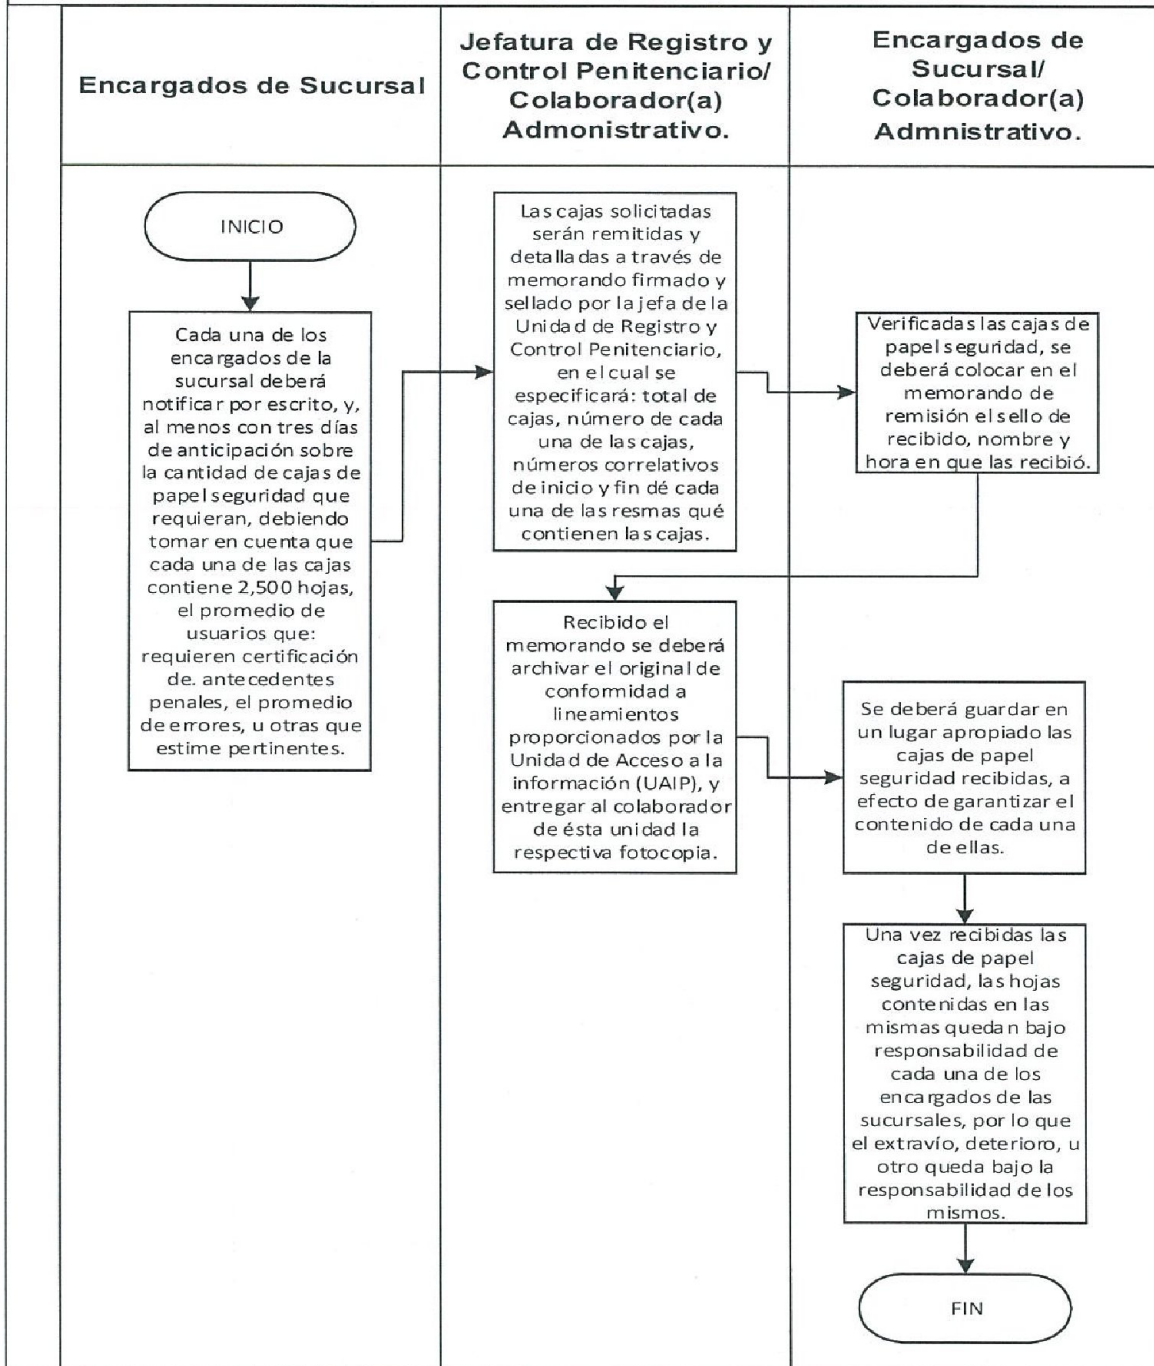 Encargados de Sucursal
Jefatura de Registro y
Control Penitenciario/
Colaborador(a)
Admonistrativo.
Encargados de
Sucursal/
Colaborador(a)
Admnistrativo.
INICIO
Cada una de los
encargados de la
sucursal deberá
notificar por escrito, y,
al menos con tres días
de anticipación sobre
la cantidad de cajas de
papel seguridad que
requieran, debiendo
tomar en cuenta que
cada una de las cajas
contiene 2,500 hojas,
el promedio de
usuarios que:
requieren certificación
de. antecedentes
penales, el promedio
de errores, u otras que
estime pertinentes.
Las cajas solicitadas
serán remitidas y
detalladas a través de
memorando firmado y
sellado por la jefa de la
Unidad de Registro y
Control Penitenciario,
en el cual se
especificará: total de
cajas, número de cada
una de las cajas,
números correlativos
de inicio y fin dé cada
una de las resmas qué
contienen las cajas.
Verificadas las cajas de
papel seguridad, se
deberá colocar en el
memorando de
remisión el sello de
recibido, nombre y
hora en que las recibió.
Recibido el
memorando se deberá
archivar el original de
conformidad a
lineamientos
proporcionados por la
Unidad de Acceso a la
información (UAIP), y
entregar al colaborador
de ésta unidad la
respectiva fotocopia.
Se deberá guardar en
un lugar apropiado las
cajas de papel
seguridad recibidas, a
efecto de garantizar el
contenido de cada una
de ellas.
Una vez recibidas las
cajas de papel
seguridad, las hojas
contenidas en las
mismas quedan bajo
responsabilidad de
cada una de los
encargados de las
sucursales, por lo que
el extravío, deterioro, u
otro queda bajo la
responsabilidad de los
mismos.
FIN